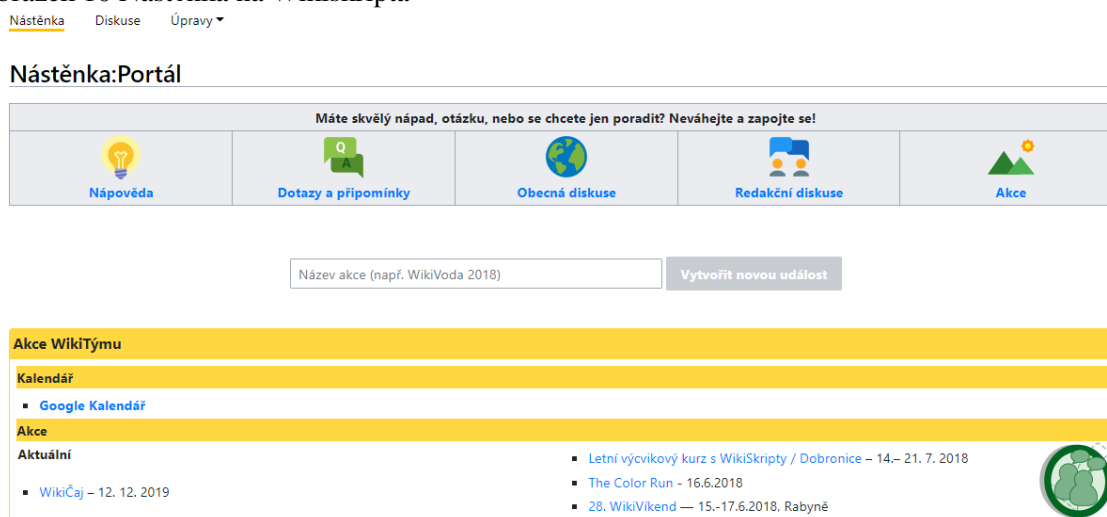 Nástěnka Diskuse Úpravy
Nástěnka:Portál
Máte skvělý nápad, otázku, nebo se chcete jen poradit? Neváhejte a zapojte se!
Q
A
Nápověda Dotazy a připomínky Obecná diskuse Redakční diskuse Akce
Název akce (např. WikiVoda 2018) Vytvořit novou událost
Akce WikiTýmu
Kalendář
▪ Google Kalendář
Akce
Aktuální
▪ WikiČaj – 12. 12. 2019
▪ Letní výcvikový kurz s WikiSkripty / Dobronice – 14.– 21. 7. 2018
▪ The Color Run - 16.6.2018
▪ 28. WikiVíkend — 15.-17.6.2018, Rabyně